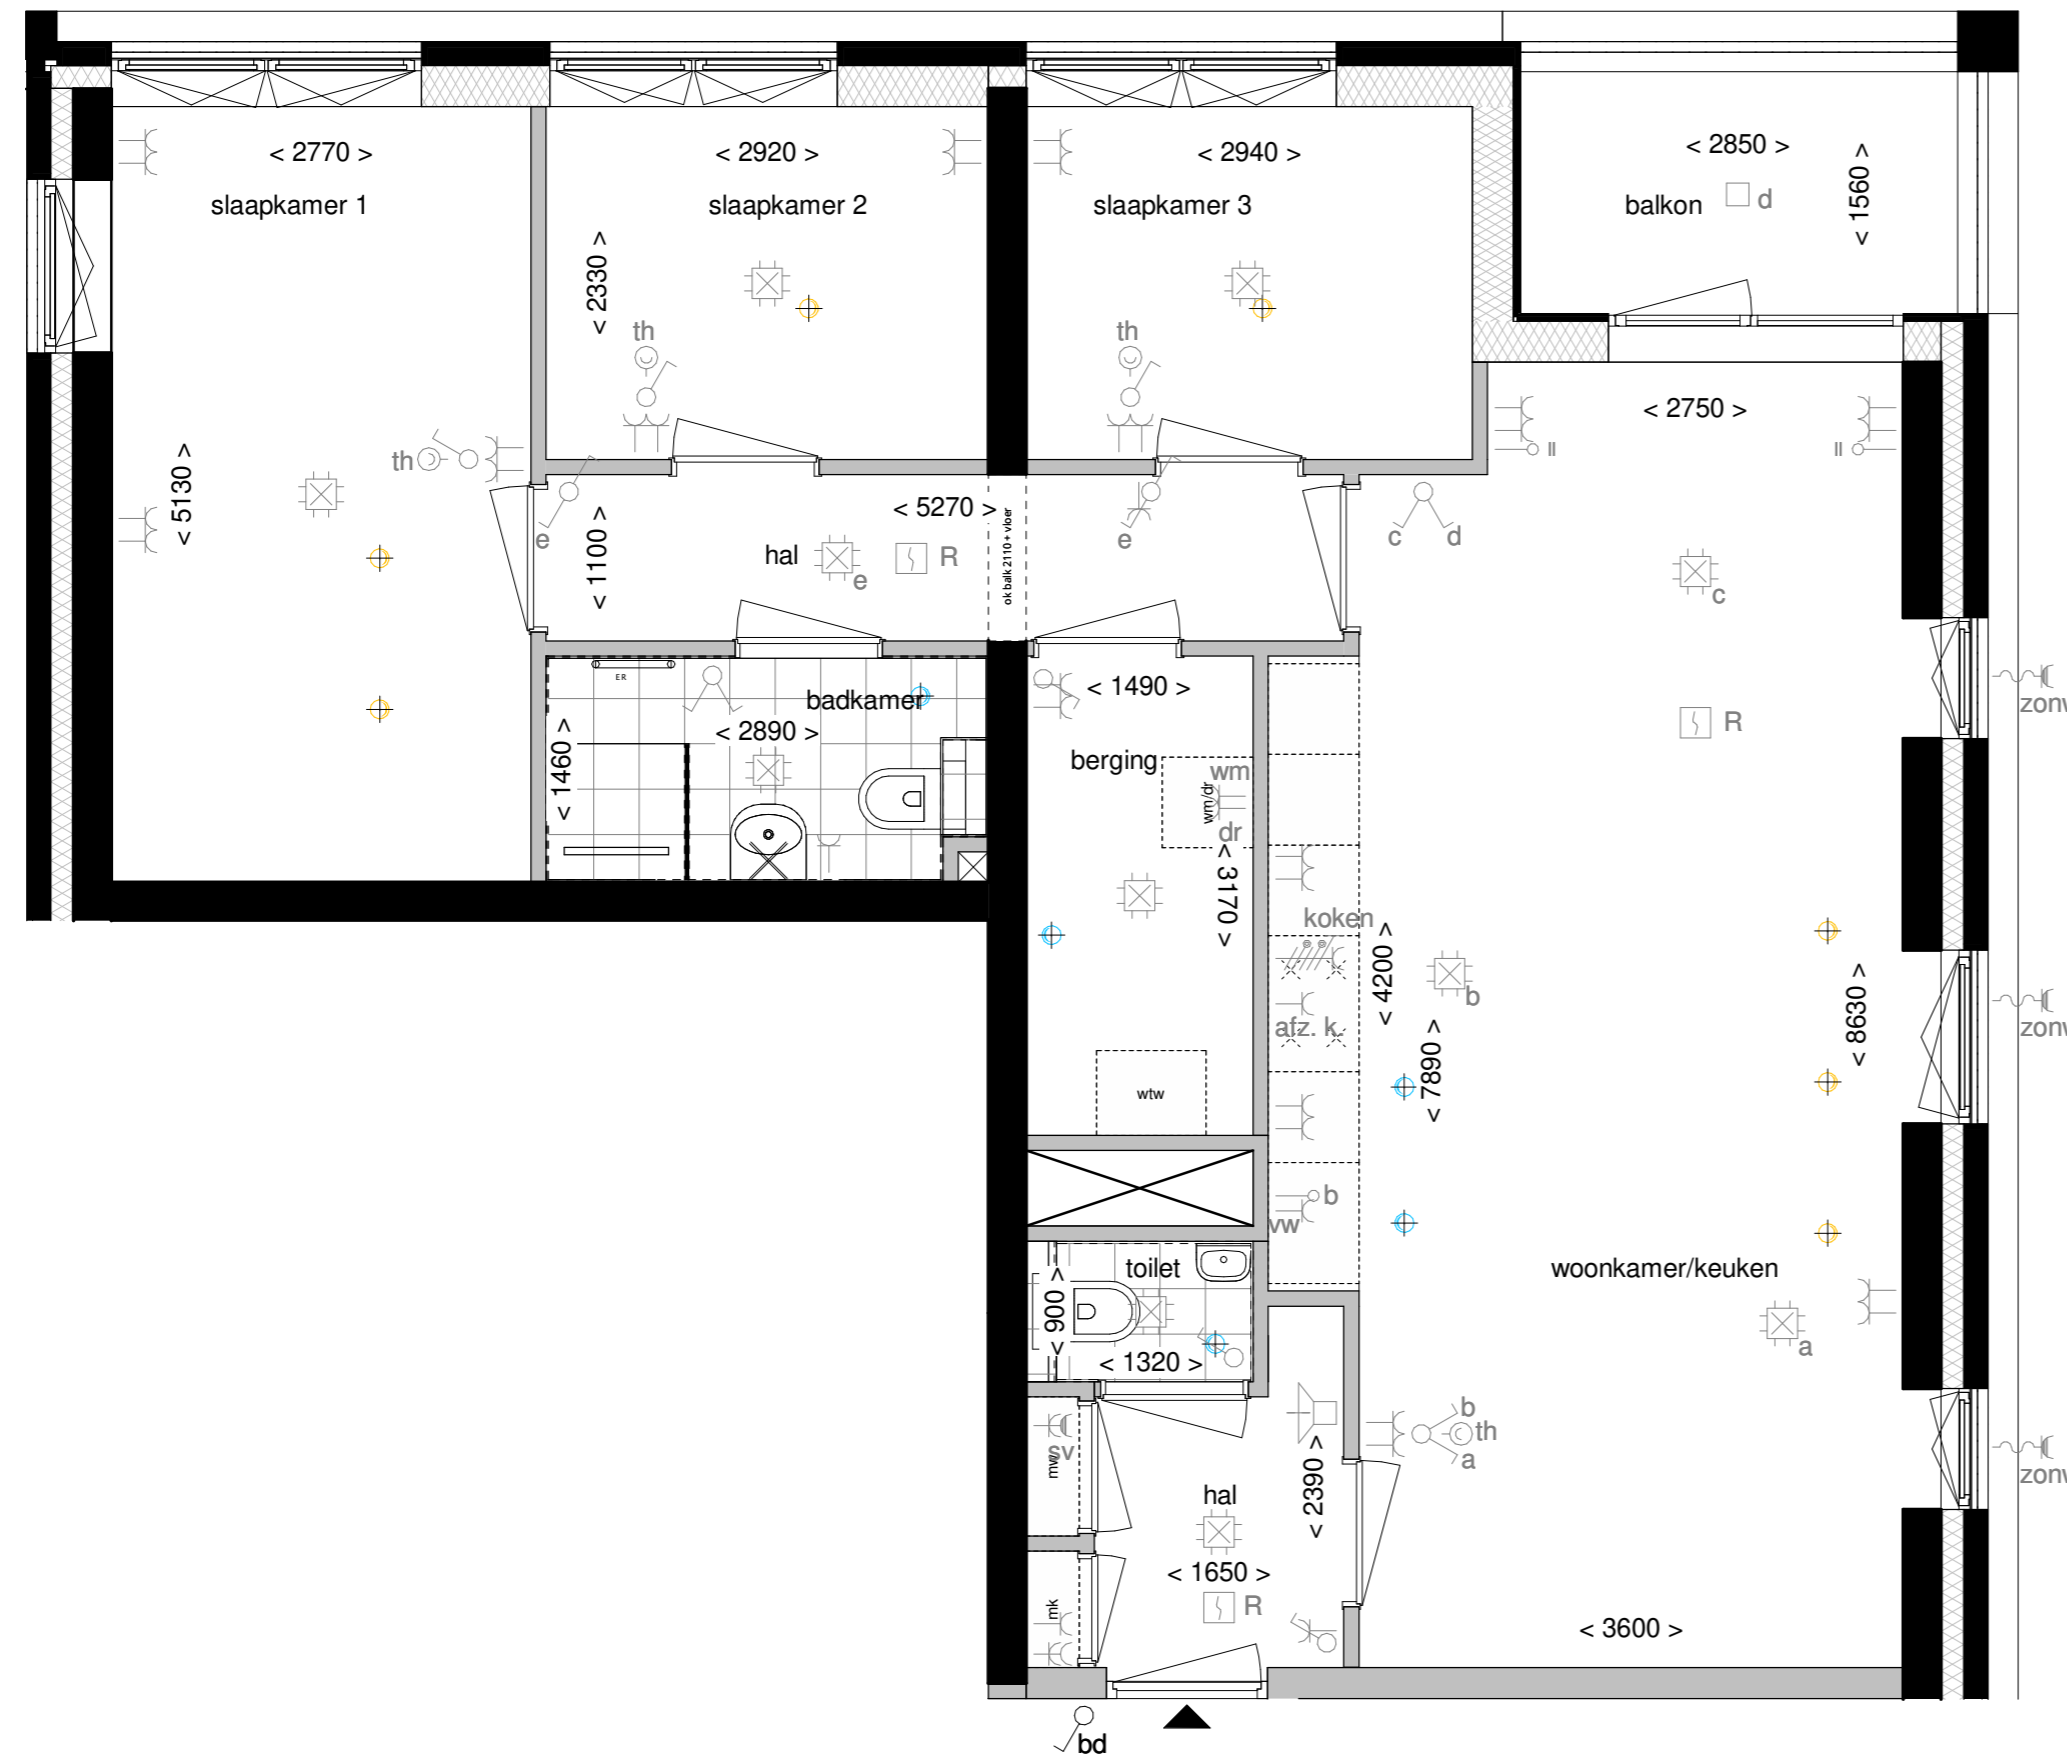 < 2770 >
< 2920 >
< 2940 >
< 2850 >
< 1560 >
slaapkamer 1
slaapkamer 2
slaapkamer 3
balkon
d
< 2330 >
th
th
< 2750 >
th
< 5130 >
< 5270 >
e
e
c
d
hal
e
R
< 1100 >
ok balk 2110+ vloer
c
ER
badkamer
< 2890 >
< 1460 >
< 1490 >
berging
wm
wm/dr
dr
< 3170 >
R
zonw
koken
< 4200 >
b
afz. k.
< 7890 >
< 8630 >
zonw
wtw
b
vw
toilet
< 900 >
< 1320 >
woonkamer/keuken
a
b
th
a
sv
mw
< 2390 >
hal
zonw
< 1650 >
R
mk
< 3600 >
bd